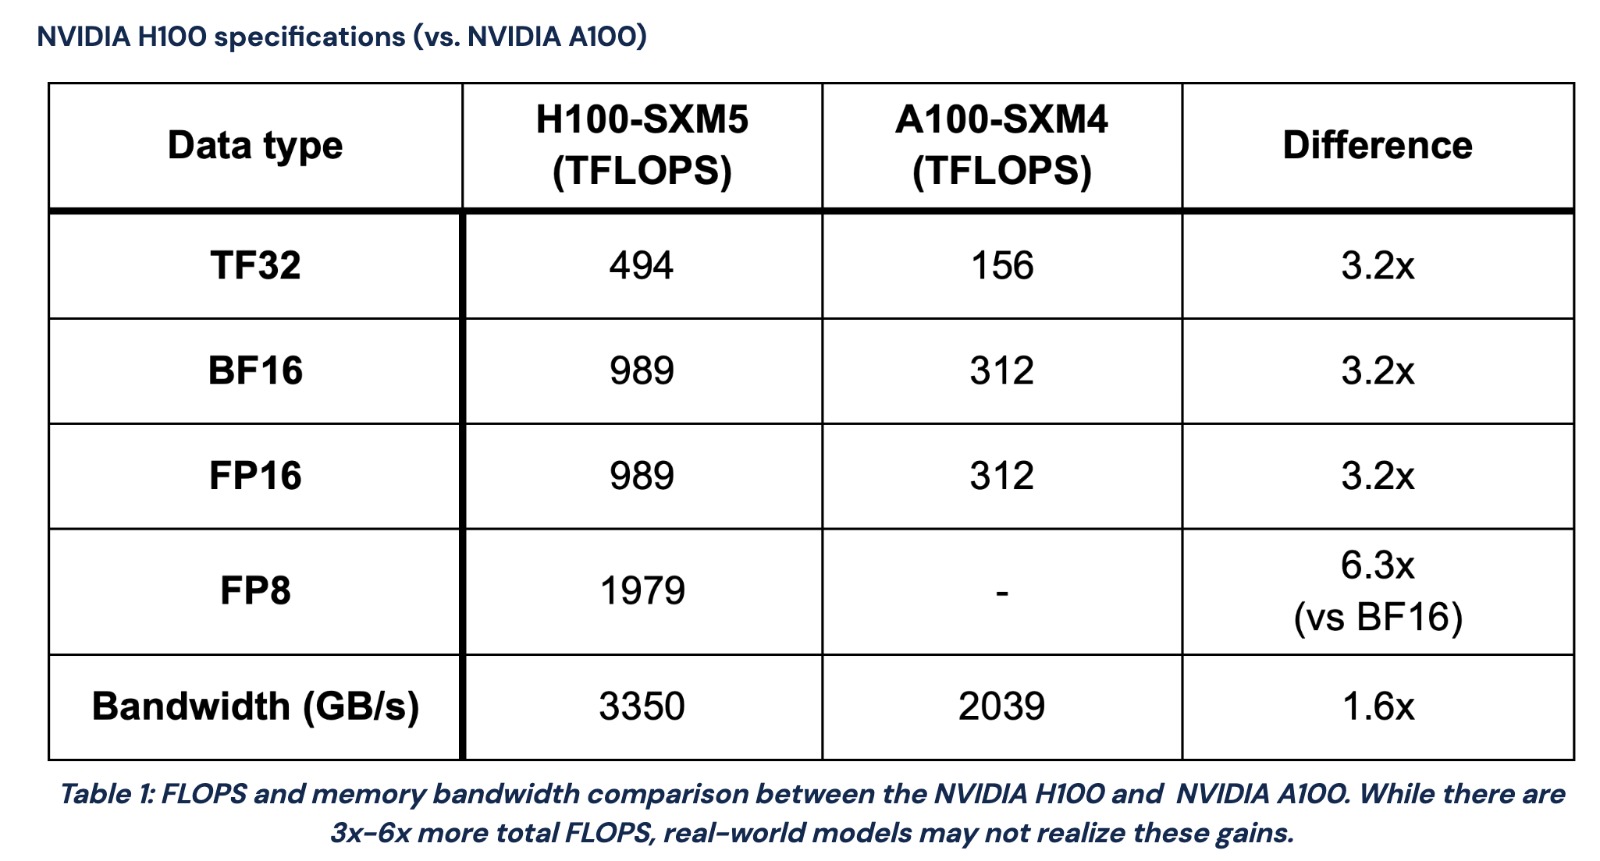 NVIDIA H100 specifications (vs. NVIDIA A100)
Data type H100-SXM5 (TFLOPS) A100-SXM4 (TFLOPS) Difference
TF32 494 156 3.2x
BF16 989 312 3.2x
FP16 989 312 3.2x
FP8 1979 - 6.3x (vs BF16)
Bandwidth (GB/s) 3350 2039 1.6x
Table 1: FLOPS and memory bandwidth comparison between the NVIDIA H100 and NVIDIA A100. While there are
3x-6x more total FLOPS, real-world models may not realize these gains.